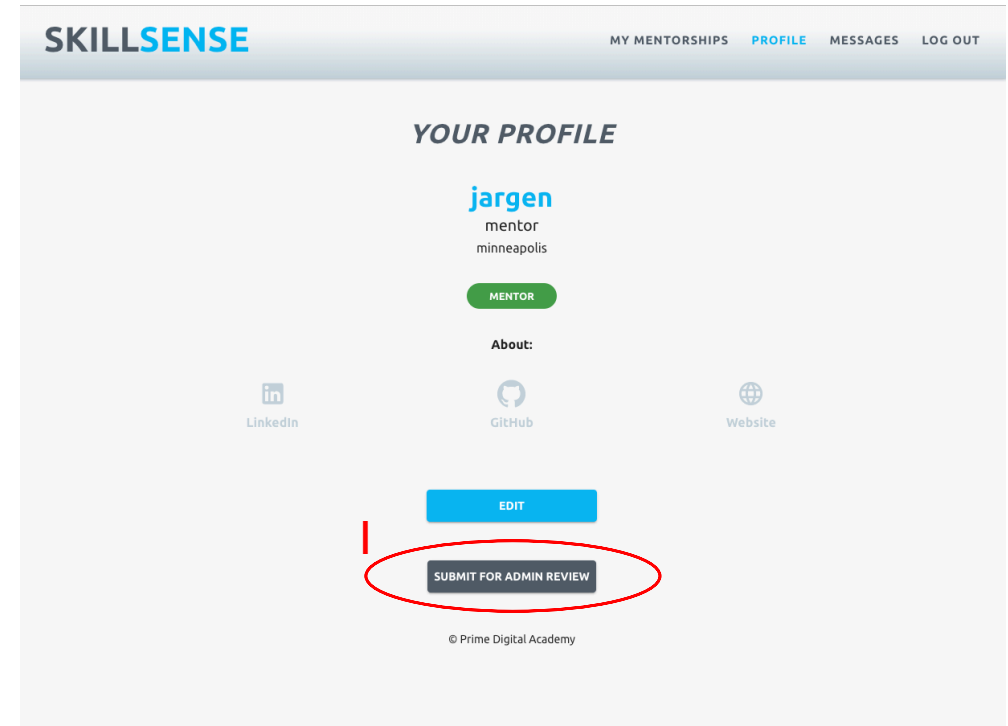 SKILLSENSE
MY MENTORSHIPS PROFILE MESSAGES LOG OUT
YOUR PROFILE
jargen
mentor
minneapolis
MENTOR
About:
LinkedIn GitHub Website
EDIT
SUBMIT FOR ADMIN REVIEW
© Prime Digital Academy